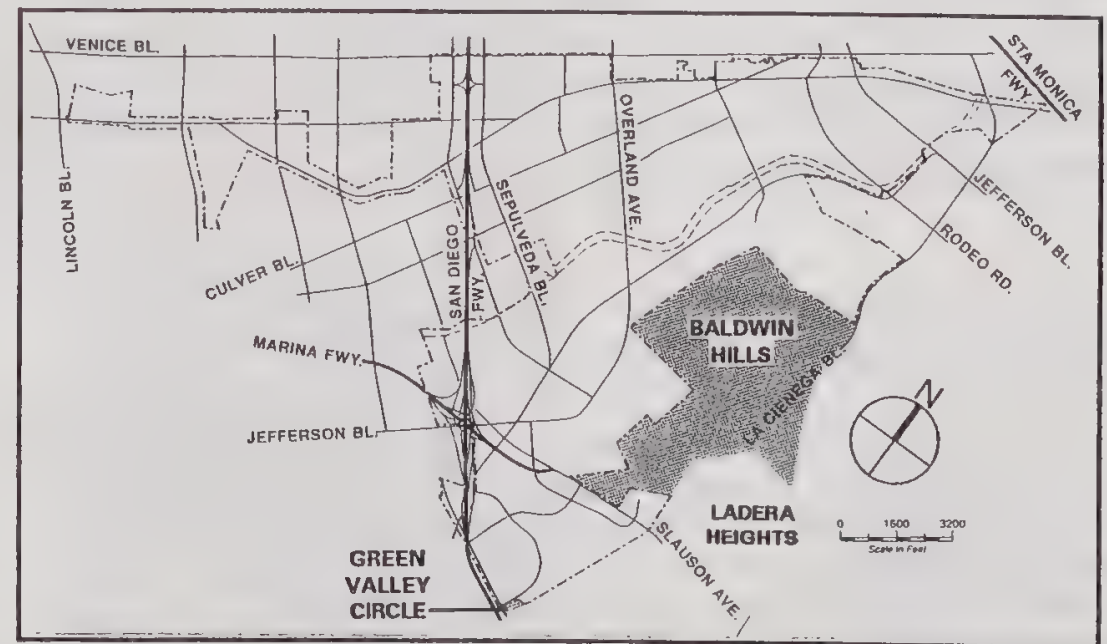 VENICE BL.
STA MONICA
FWY.
LINCOLN BL.
OVERLAND AVE.
JEFFERSON BL.
SEPULVEDA BL.
SAN DIEGO
FWY.
RODEO RD.
CULVER BL.
BALDWIN
HILLS
MARINA FWY.
LA CIENEGA BL.
N
JEFFERSON BL.
LADERA
HEIGHTS
0 1600 3200
Scale in Feet
SLAUSON AVE.
GREEN
VALLEY
CIRCLE